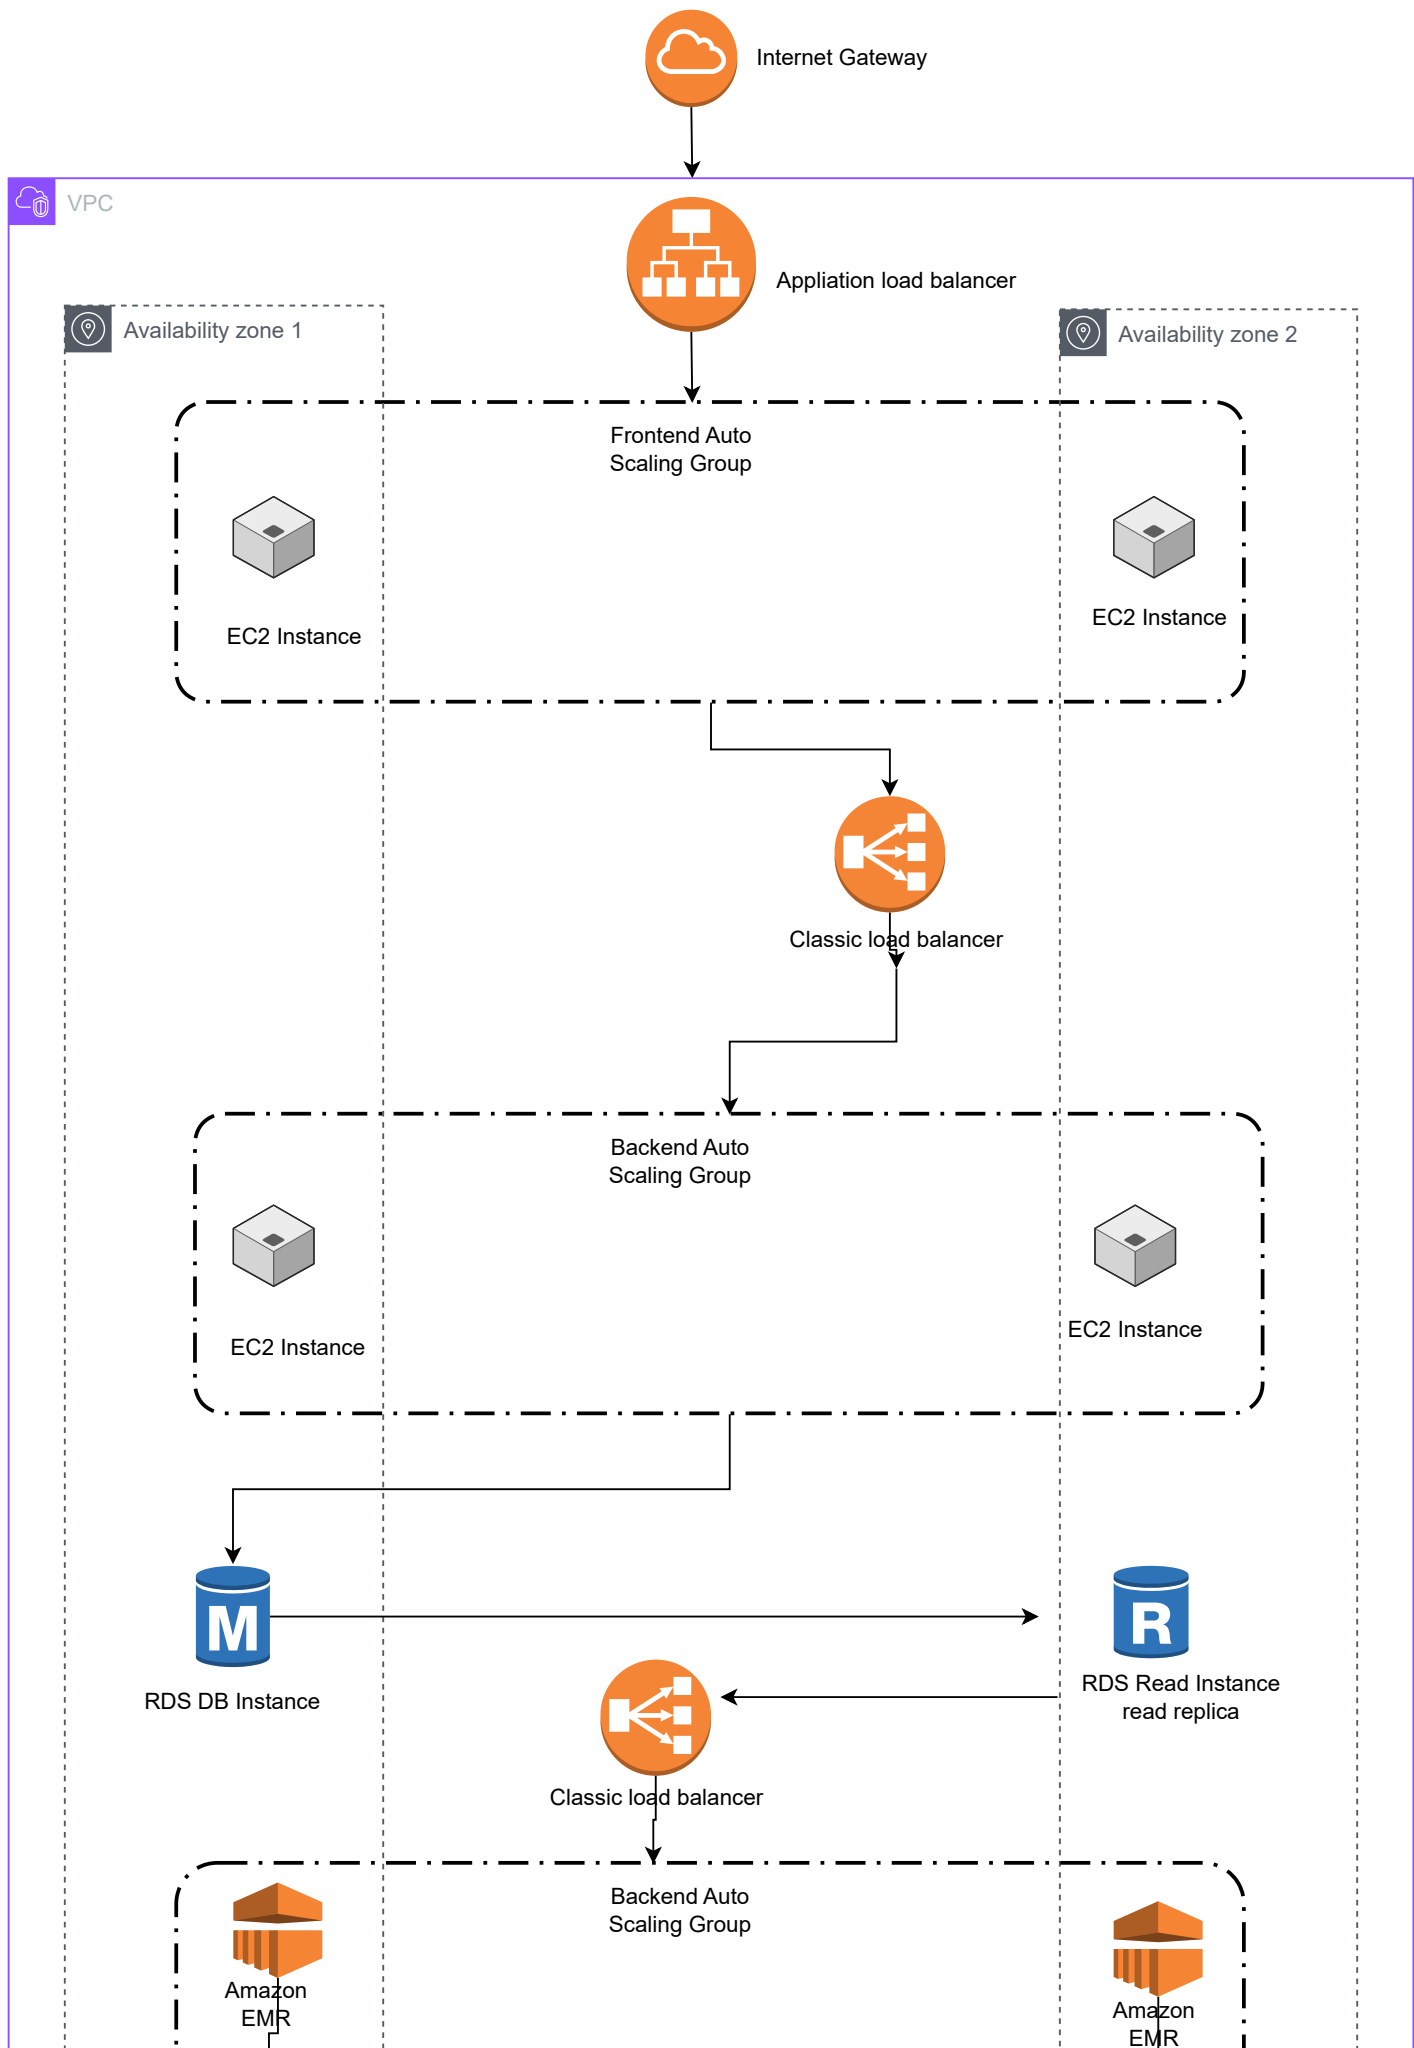 Internet Gateway
VPC
Appliation load balancer
Availability zone 1
Availability zone 2
Frontend Auto
Scaling Group
EC2 Instance
EC2 Instance
Classic load balancer
Backend Auto
Scaling Group
EC2 Instance
EC2 Instance
M
R
RDS DB Instance
RDS Read Instance
read replica
Classic load balancer
Backend Auto
Scaling Group
Amazon
EMR
Amazon
EMR